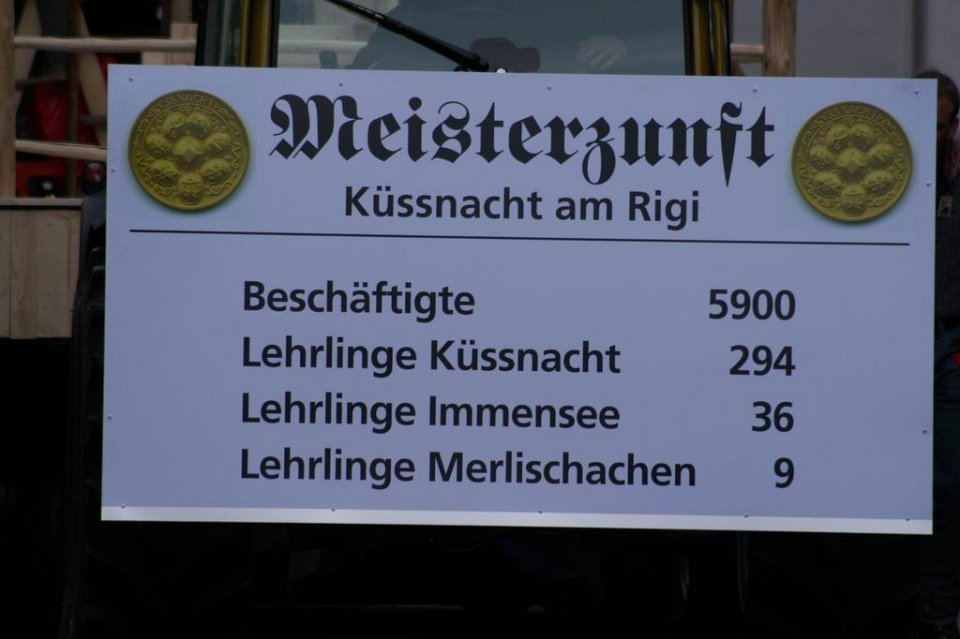 Meisterzunft
Küssnacht am Rigi
Beschäftigte 5900
Lehrlinge Küssnacht 294
Lehrlinge Immensee 36
Lehrlinge Merlischachen 9